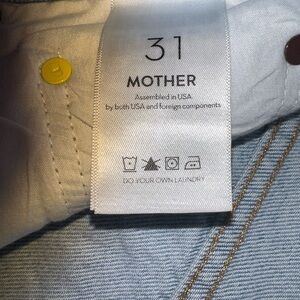 31
MOTHER
Assembled in USA
by both USA and foreign components
DO YOUR OWN LAUNDRY